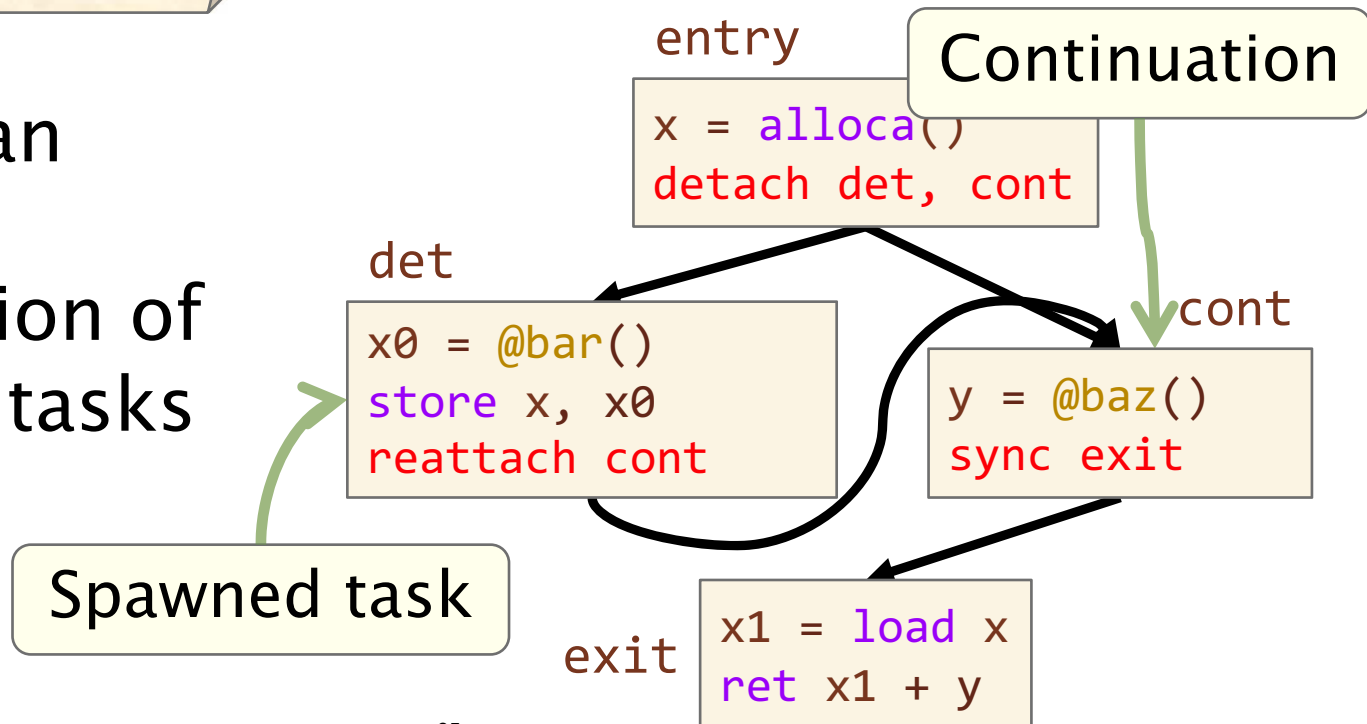 entry
Continuation
x = alloca()
detach det, cont
det
ion of
tasks
x0 = @bar()
store x, x0
reattach cont
cont
y = @baz()
sync exit
Spawned task
exit
x1 = load x
ret x1 + y